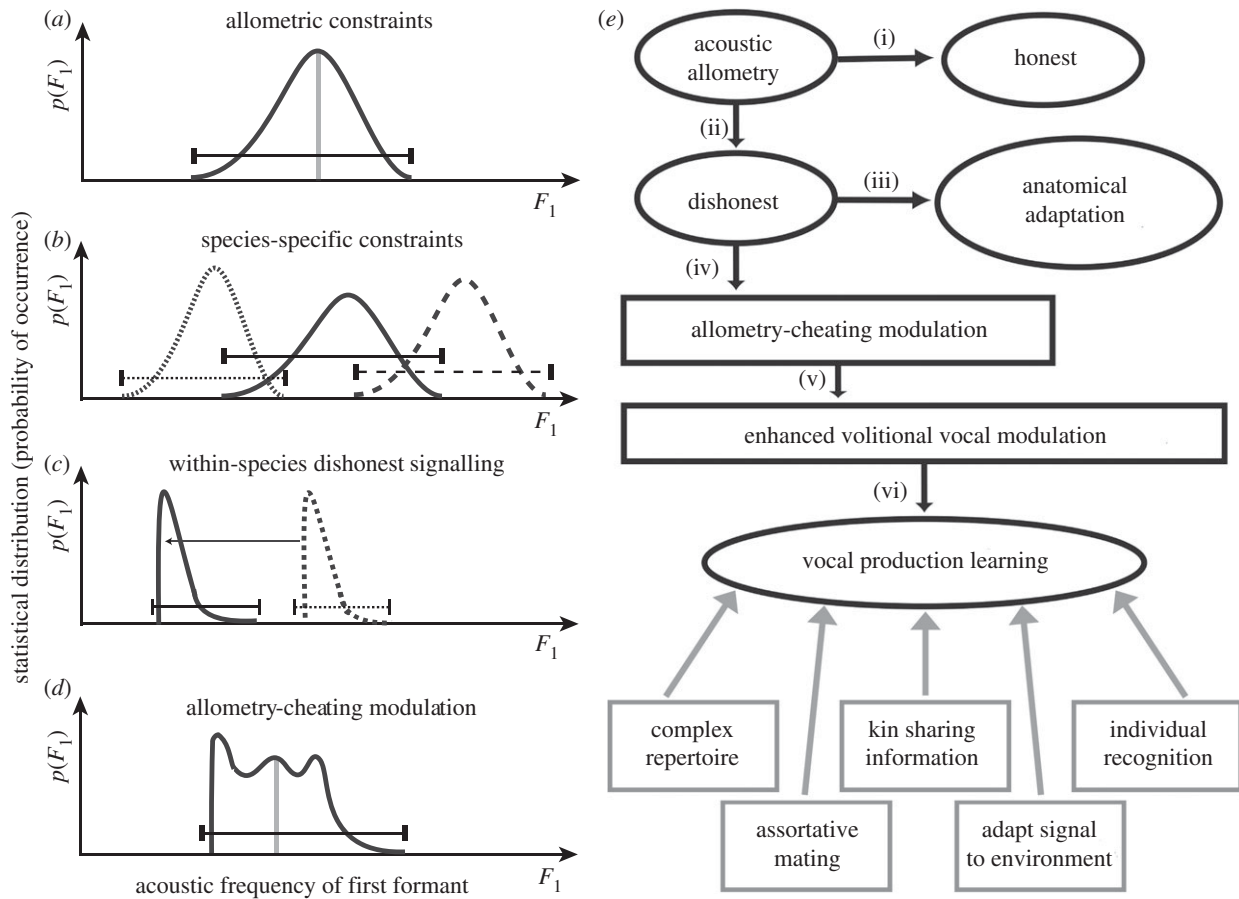 (a)
allometric constraints
p(F1)
F1
(b)
species-specific constraints
p(F1)
F1
(c)
within-species dishonest signalling
p(F1)
F1
(d)
allometry-cheating modulation
p(F1)
F1
acoustic frequency of first formant
statistical distribution (probability of occurrence)
(e)
acoustic
allometry
(i)
honest
(ii)
dishonest
(iii)
anatomical
adaptation
(iv)
allometry-cheating modulation
(v)
enhanced volitional vocal modulation
(vi)
vocal production learning
complex
repertoire
kin sharing
information
individual
recognition
assortative
mating
adapt signal
to environment